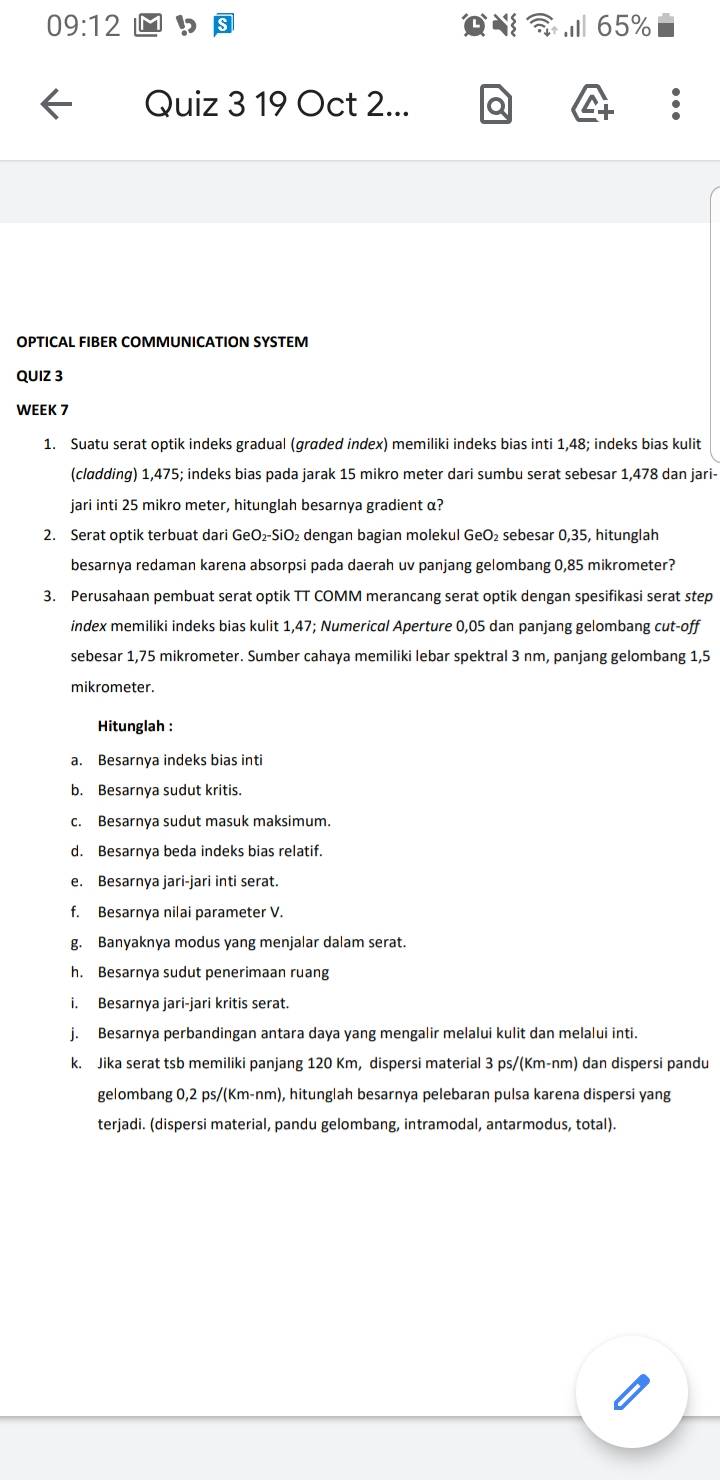 09:12
65%
Quiz 3 19 Oct 2...
OPTICAL FIBER COMMUNICATION SYSTEM
QUIZ 3
WEEK 7
1. Suatu serat optik indeks gradual (graded index) memiliki indeks bias inti 1,48; indeks bias kulit
(cladding) 1,475; indeks bias pada jarak 15 mikro meter dari sumbu serat sebesar 1,478 dan jari-
jari inti 25 mikro meter, hitunglah besarnya gradient α?
2. Serat optik terbuat dari GeO₂-SiO₂ dengan bagian molekul GeO₂ sebesar 0,35, hitunglah
besarnya redaman karena absorpsi pada daerah uv panjang gelombang 0,85 mikrometer?
3. Perusahaan pembuat serat optik TT COMM merancang serat optik dengan spesifikasi serat step
index memiliki indeks bias kulit 1,47; Numerical Aperture 0,05 dan panjang gelombang cut-off
sebesar 1,75 mikrometer. Sumber cahaya memiliki lebar spektral 3 nm, panjang gelombang 1,5
mikrometer.
Hitunglah :
a. Besarnya indeks bias inti
b. Besarnya sudut kritis.
c. Besarnya sudut masuk maksimum.
d. Besarnya beda indeks bias relatif.
e. Besarnya jari-jari inti serat.
f. Besarnya nilai parameter V.
g. Banyaknya modus yang menjalar dalam serat.
h. Besarnya sudut penerimaan ruang
i. Besarnya jari-jari kritis serat.
j. Besarnya perbandingan antara daya yang mengalir melalui kulit dan melalui inti.
k. Jika serat tsb memiliki panjang 120 Km, dispersi material 3 ps/(Km-nm) dan dispersi pandu
gelombang 0,2 ps/(Km-nm), hitunglah besarnya pelebaran pulsa karena dispersi yang
terjadi. (dispersi material, pandu gelombang, intramodal, antarmodus, total).